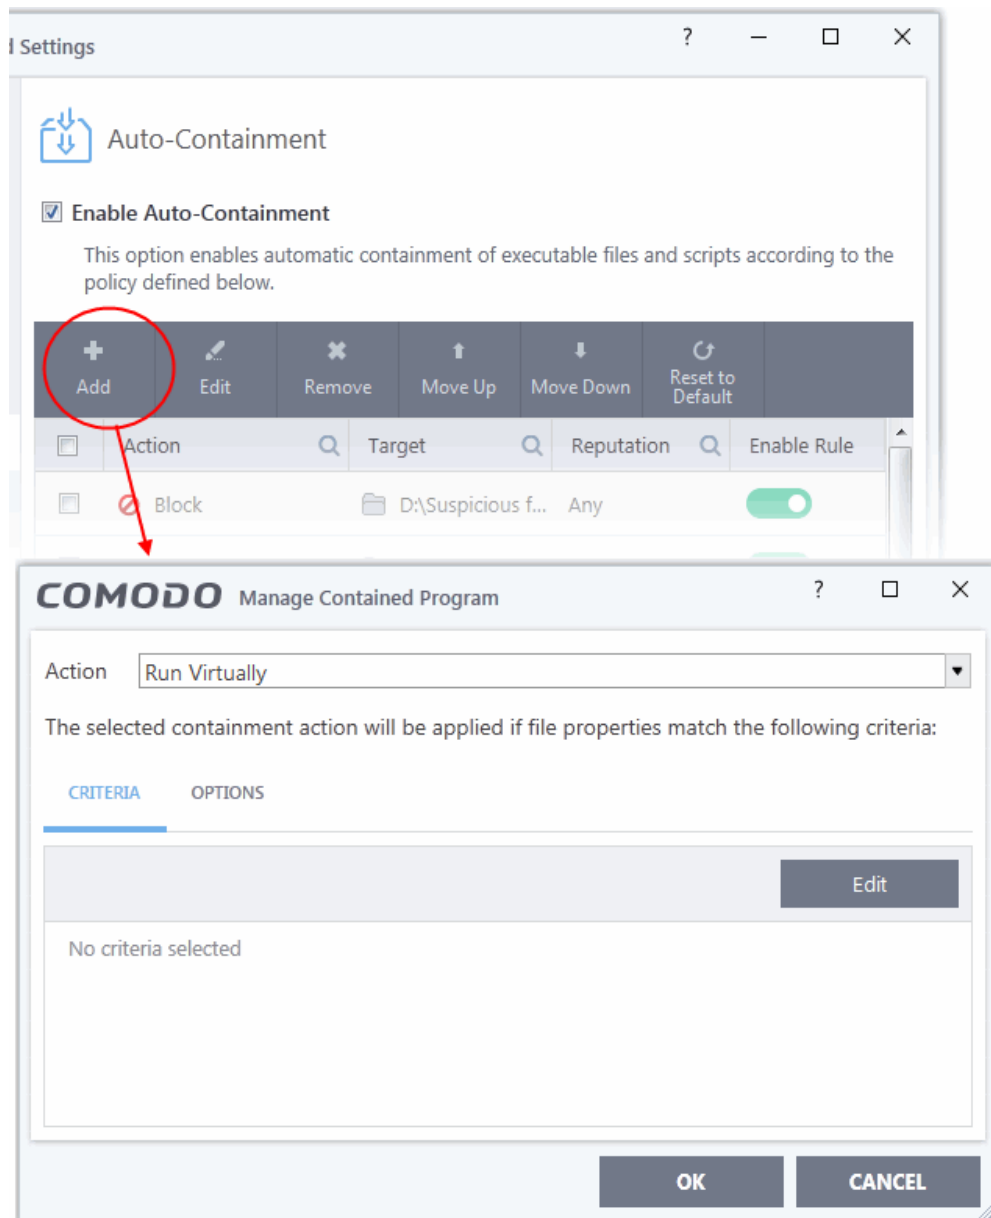 d Settings
?
Auto-Containment
Enable Auto-Containment
This option enables automatic containment of executable files and scripts according to the
policy defined below.
Add Edit Remove Move Up Move Down Reset to
Default
Action Target Reputation Enable Rule
Block D:\Suspicious f... Any
COMODO Manage Contained Program ?
Action Run Virtually
The selected containment action will be applied if file properties match the following criteria:
CRITERIA OPTIONS
Edit
No criteria selected
OK CANCEL